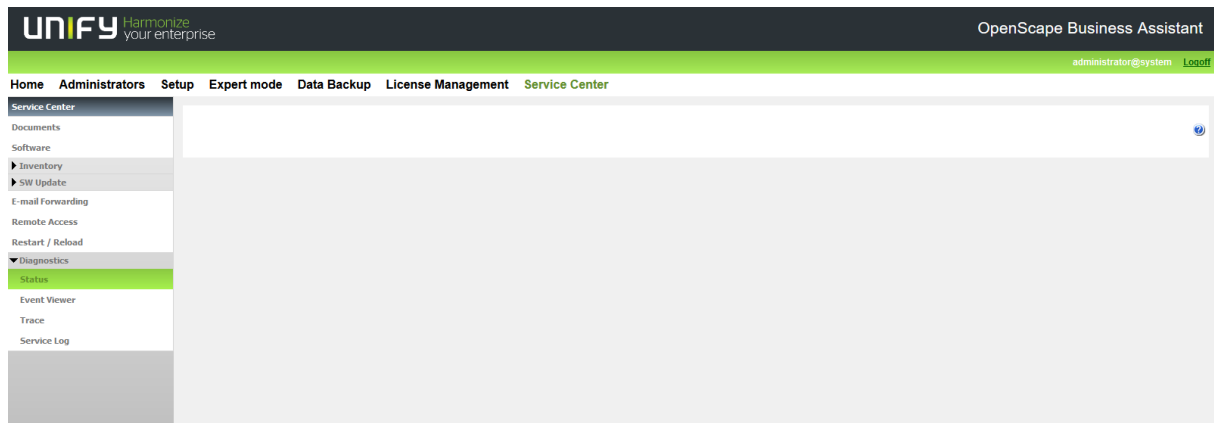 UNIFY Harmonize
your enterprise
OpenScape Business Assistant
administrator@system Logoff
Home Administrators Setup Expert mode Data Backup License Management Service Center
Service Center
Documents
Software
Inventory
SW Update
E-mail Forwarding
Remote Access
Restart / Reload
Diagnostics
Status
Event Viewer
Trace
Service Log